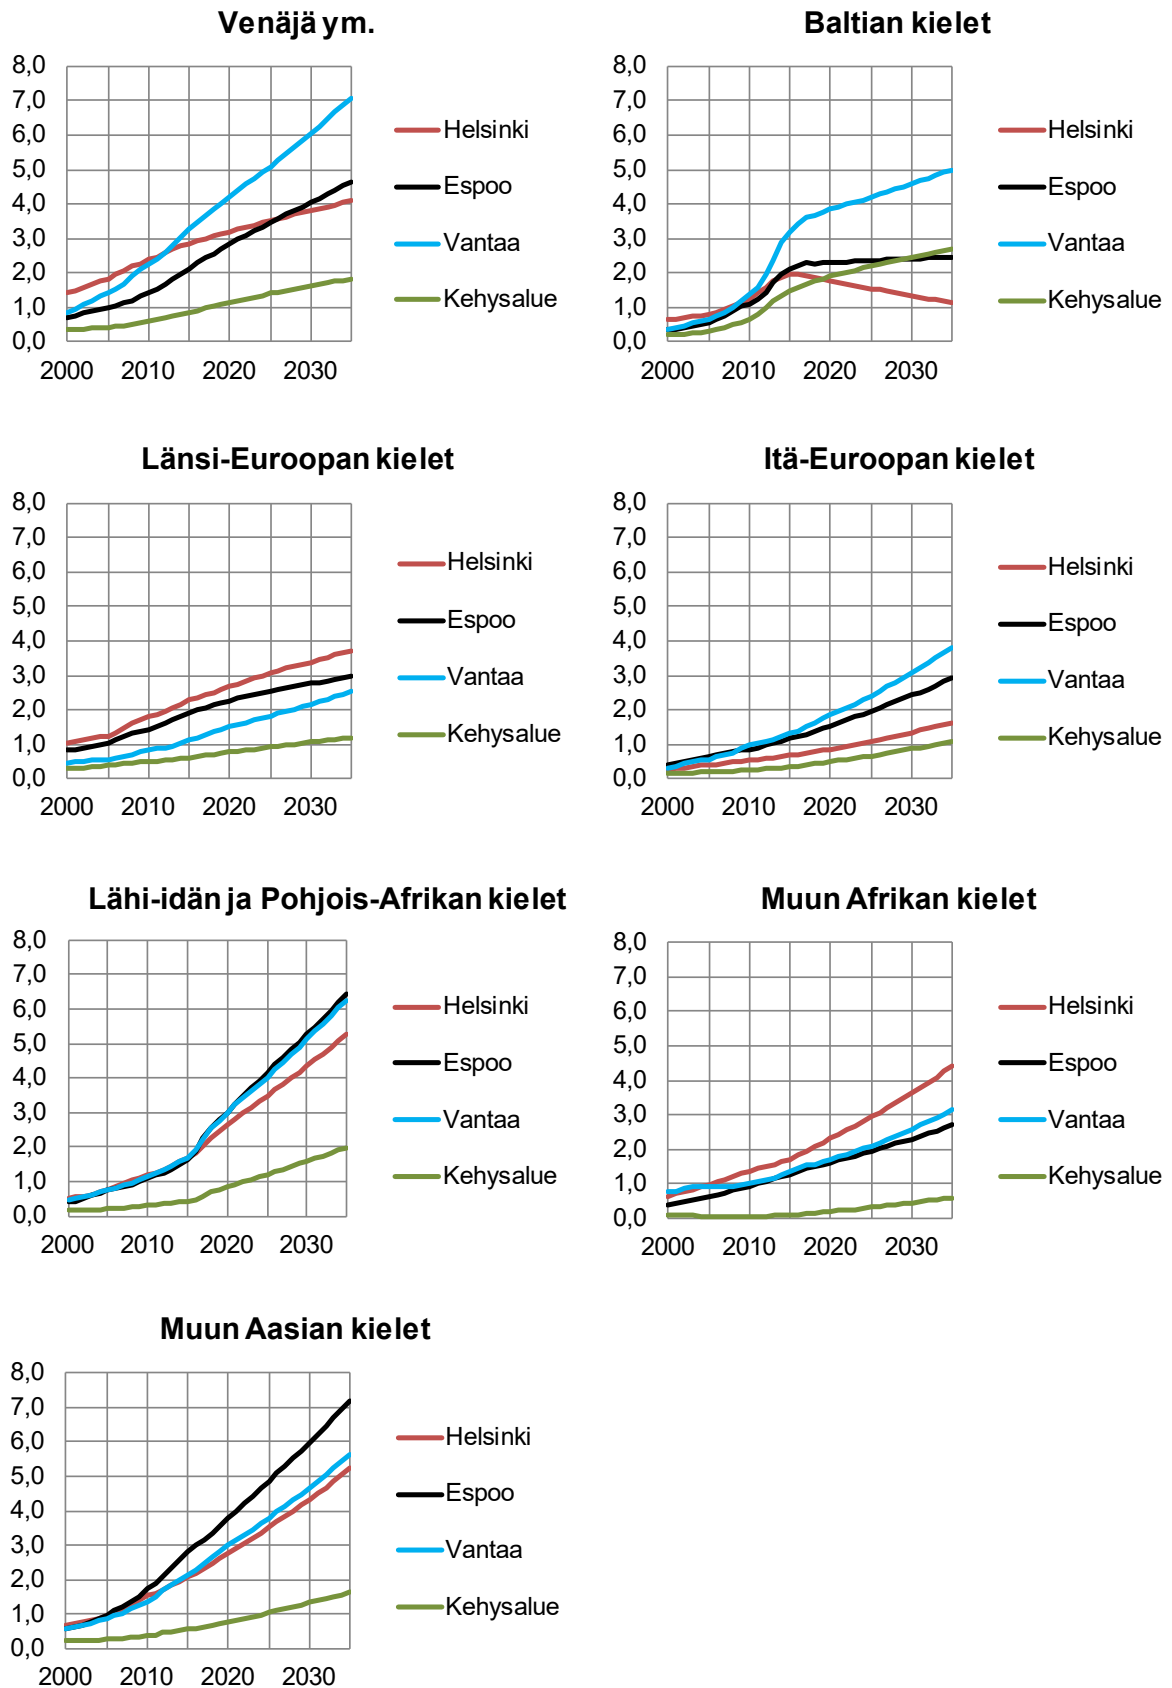 Venäjä ym.
8,0
7,0
6,0
5,0
4,0
3,0
2,0
1,0
0,0
2000 2010 2020 2030
Helsinki
Espoo
Vantaa
Kehysalue
Baltian kielet
8,0
7,0
6,0
5,0
4,0
3,0
2,0
1,0
0,0
2000 2010 2020 2030
Helsinki
Espoo
Vantaa
Kehysalue
Länsi-Euroopan kielet
8,0
7,0
6,0
5,0
4,0
3,0
2,0
1,0
0,0
2000 2010 2020 2030
Helsinki
Espoo
Vantaa
Kehysalue
Itä-Euroopan kielet
8,0
7,0
6,0
5,0
4,0
3,0
2,0
1,0
0,0
2000 2010 2020 2030
Helsinki
Espoo
Vantaa
Kehysalue
Lähi-idän ja Pohjois-Afrikan kielet
8,0
7,0
6,0
5,0
4,0
3,0
2,0
1,0
0,0
2000 2010 2020 2030
Helsinki
Espoo
Vantaa
Kehysalue
Muun Afrikan kielet
8,0
7,0
6,0
5,0
4,0
3,0
2,0
1,0
0,0
2000 2010 2020 2030
Helsinki
Espoo
Vantaa
Kehysalue
Muun Aasian kielet
8,0
7,0
6,0
5,0
4,0
3,0
2,0
1,0
0,0
2000 2010 2020 2030
Helsinki
Espoo
Vantaa
Kehysalue